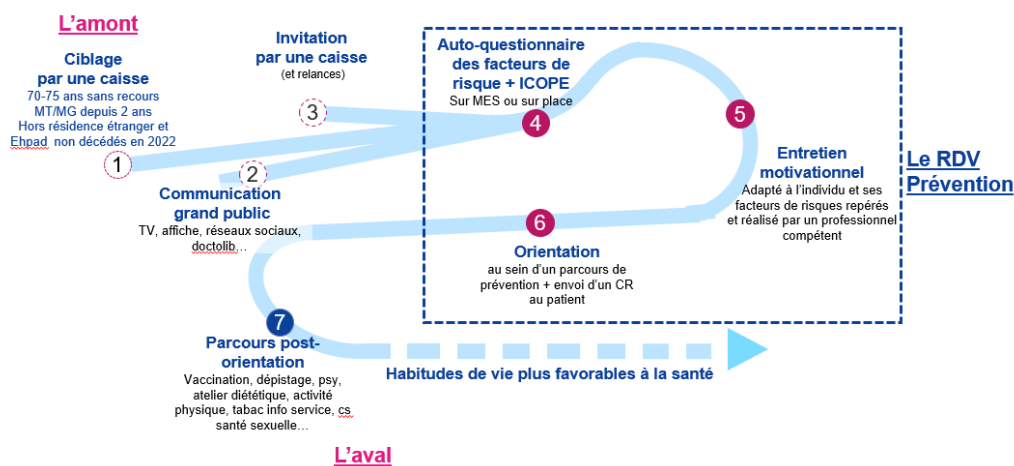 L'amont
Ciblage
par une caisse
70-75 ans sans recours
MT/MG depuis 2 ans
Hors résidence étranger et
Ehpad non décédés en 2022
1
Communication
grand public
TV, affiche, réseaux sociaux,
doctolib…
2
Invitation
par une caisse
(et relances)
3
Auto-questionnaire
des facteurs de
risque + ICOPE
Sur MES ou sur place
4
5
Entretien
motivationnel
Adapté à l'individu et ses
facteurs de risques repérés
et réalisé par un professionnel
compétent
Le RDV
Prévention
6
Orientation
au sein d'un parcours de
prévention + envoi d'un CR
au patient
7
Parcours post-
orientation
Vaccination, dépistage, psy,
atelier diététique, activité
physique, tabac info service, cs
santé sexuelle…
Habitudes de vie plus favorables à la santé
L'aval